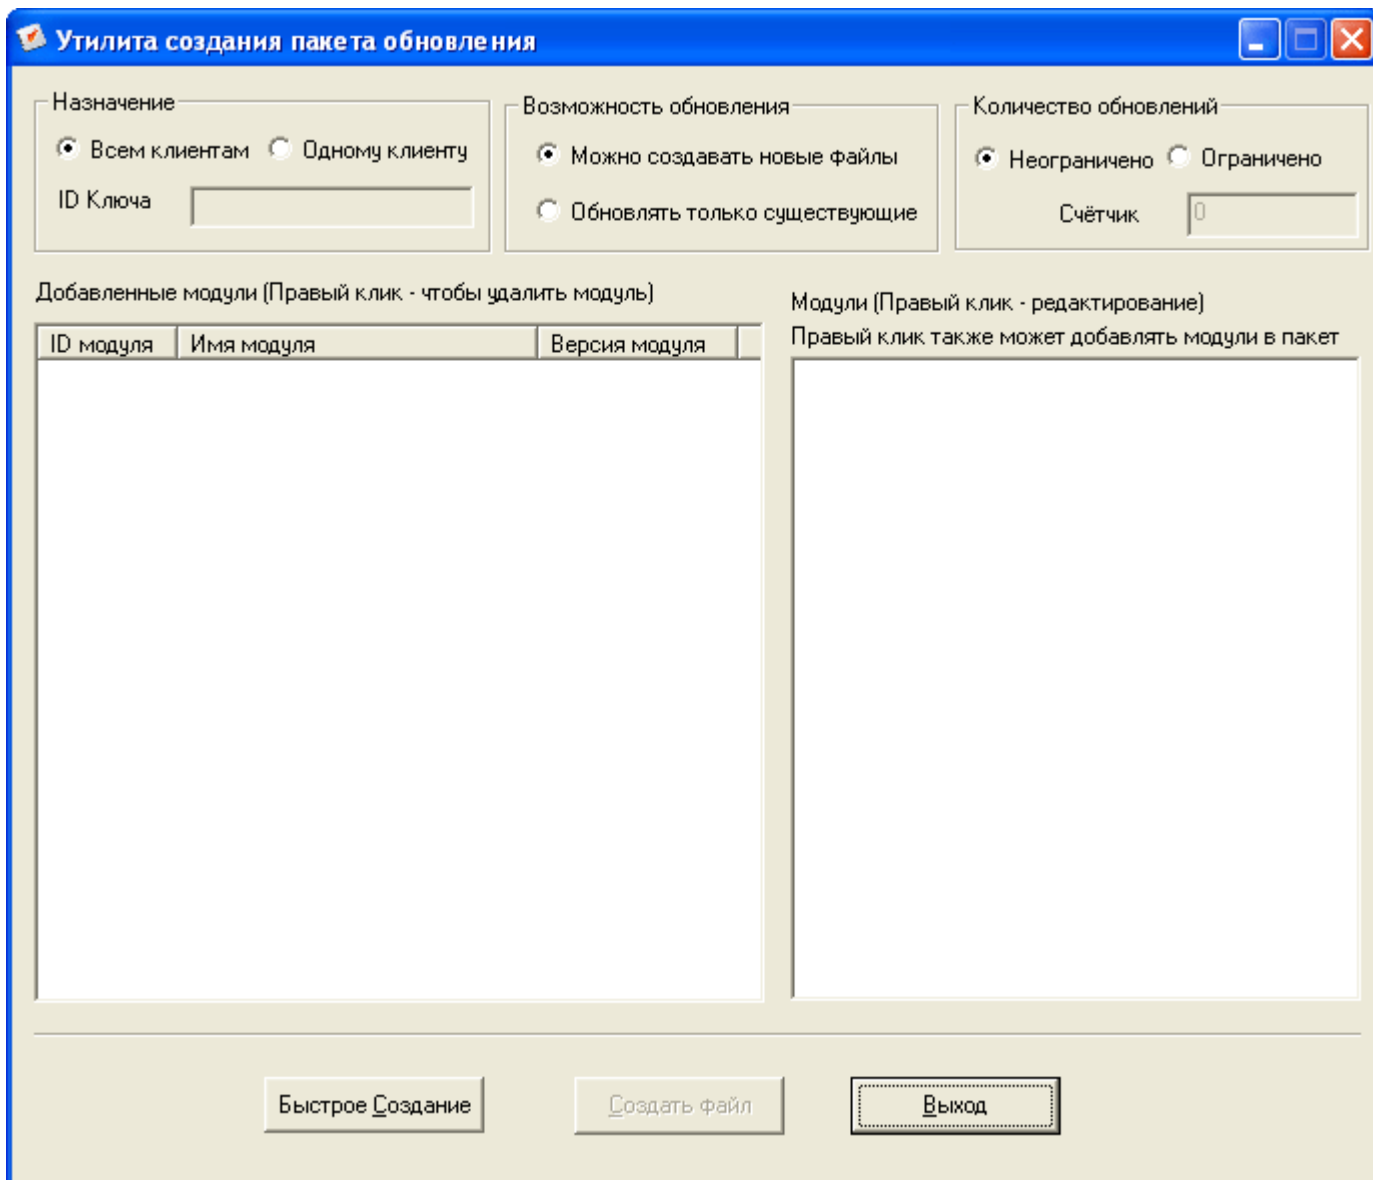 Утилита создания пакета обновления
Назначение
Всем клиентам Одному клиенту
ID Ключа
Возможность обновления
Можно создавать новые файлы
Обновлять только существующие
Количество обновлений
Неограничено Ограничено
Счётчик 0
Добавленные модули (Правый клик - чтобы удалить модуль)
ID модуля Имя модуля Версия модуля
Модули (Правый клик - редактирование)
Правый клик также может добавлять модули в пакет
Быстрое Создание Создать файл Выход